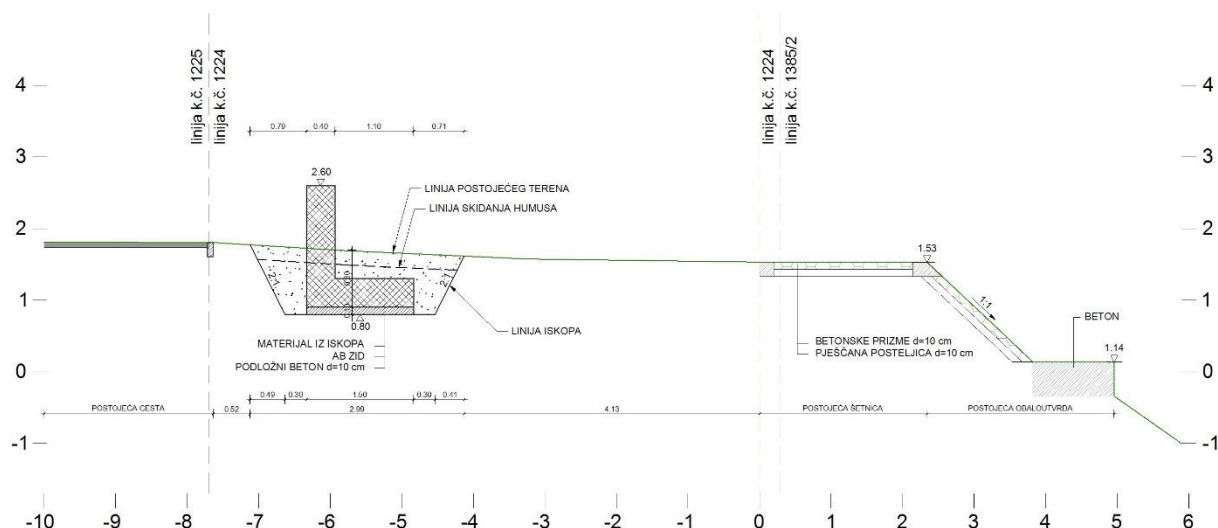 linija k.č. 1225
linija k.č. 1224
linija k.č. 1224
linija k.č. 1385/2
4
4
0.79 0.40 1.10 0.71
3
3
2.60
LINIJA POSTOJEĆEG TERENA
LINIJA SKIDANJA HUMUSA
2
2
1.53
2:1
2:1
1:1
1
1
0.80
LINIJA ISKOPA
BETON
MATERIJAL IZ ISKOPA
AB ZID
PODLOŽNI BETON d=10 cm
BETONSKE PRIZME d=10 cm
PJEŠČANA POSTELJICA d=10 cm
1.14
0
0
0.49 0.30 1.50 0.30 0.41
POSTOJEĆA CESTA 0.52 2.99 4.13 POSTOJEĆA ŠETNICA POSTOJEĆA OBALOUTVRDA
-1
-1
-10 -9 -8 -7 -6 -5 -4 -3 -2 -1 0 1 2 3 4 5 6